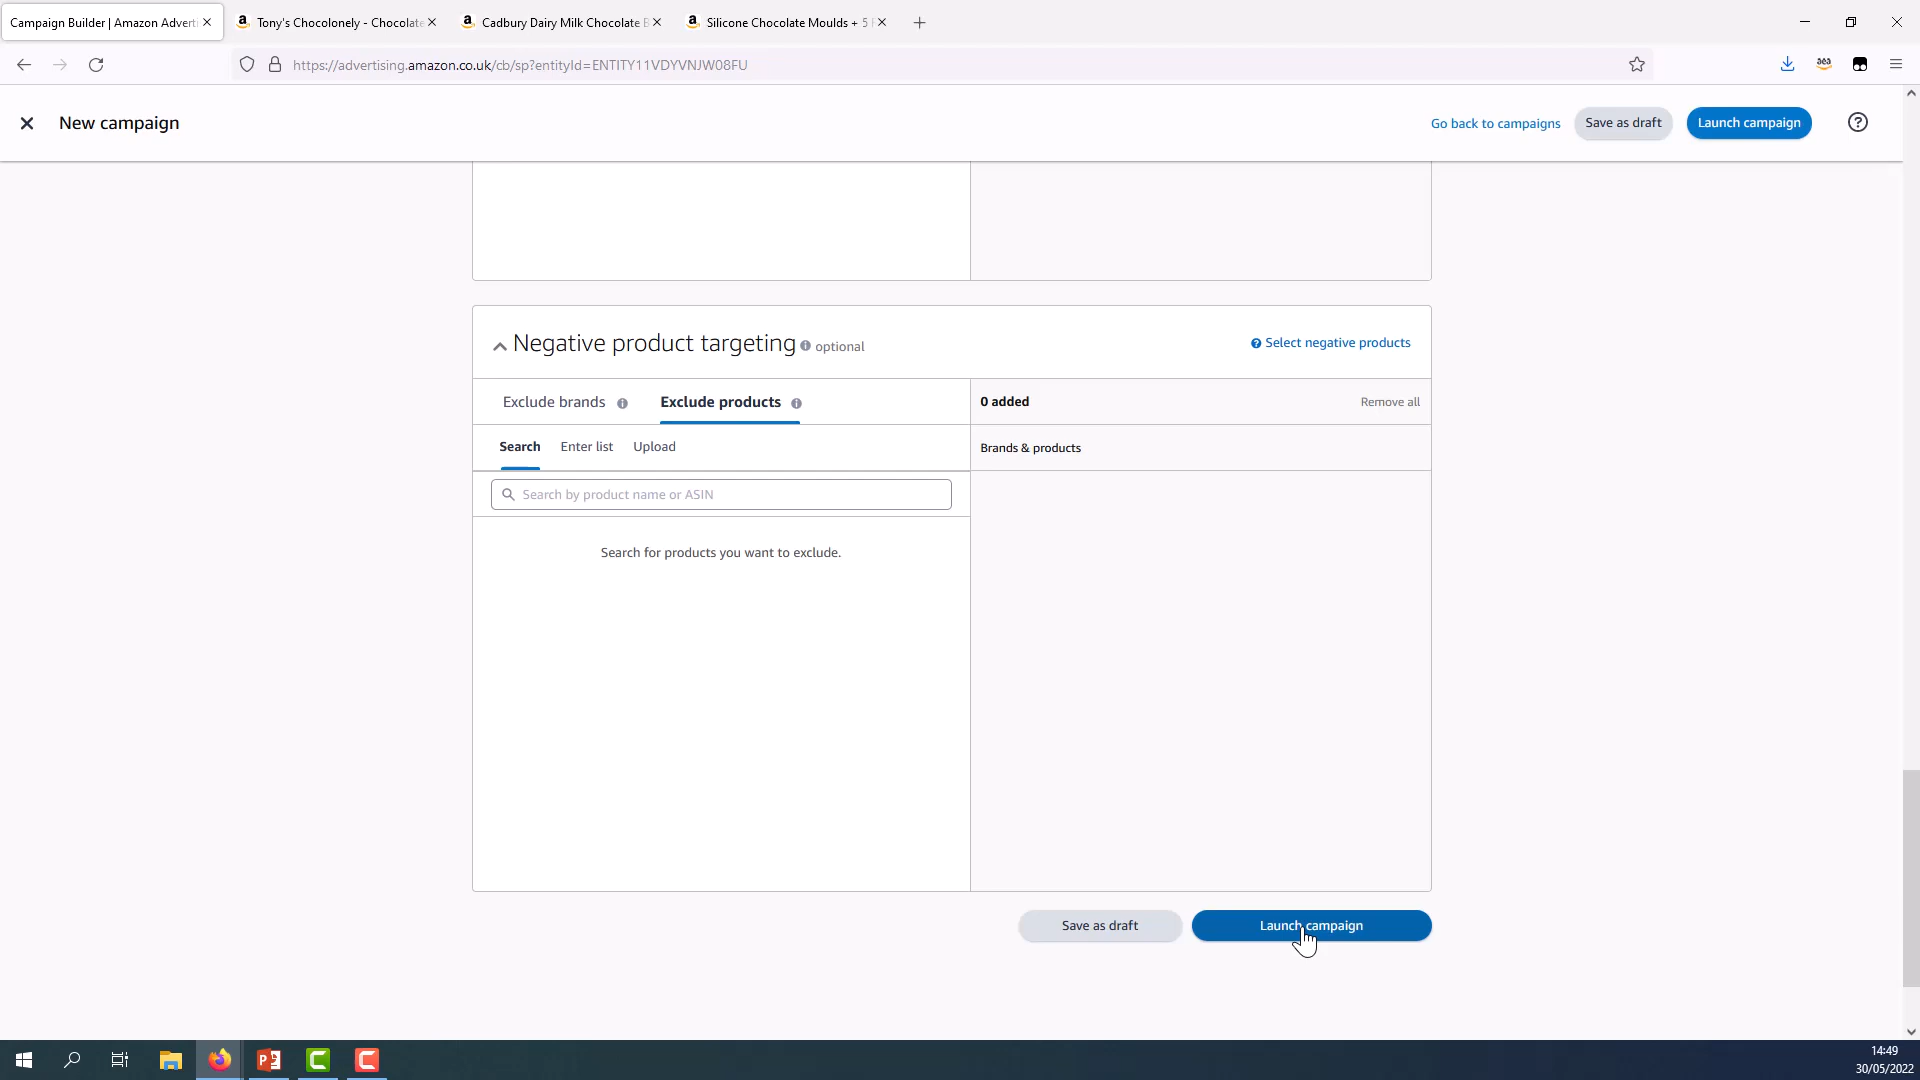 Campaign Builder | Amazon Adverti
Tony's Chocolonely - Chocolate
Cadbury Dairy Milk Chocolate B
Silicone Chocolate Moulds + 5
https://advertising.amazon.co.uk/cb/sp?entityId=ENTITY11VDYVNJW08FU
New campaign
Go back to campaigns
Save as draft
Launch campaign
Negative product targeting optional
Select negative products
Exclude brands
Exclude products
0 added
Remove all
Search
Enter list
Upload
Brands & products
Search by product name or ASIN
Search for products you want to exclude.
Save as draft
Launch campaign
14:49
30/05/2022